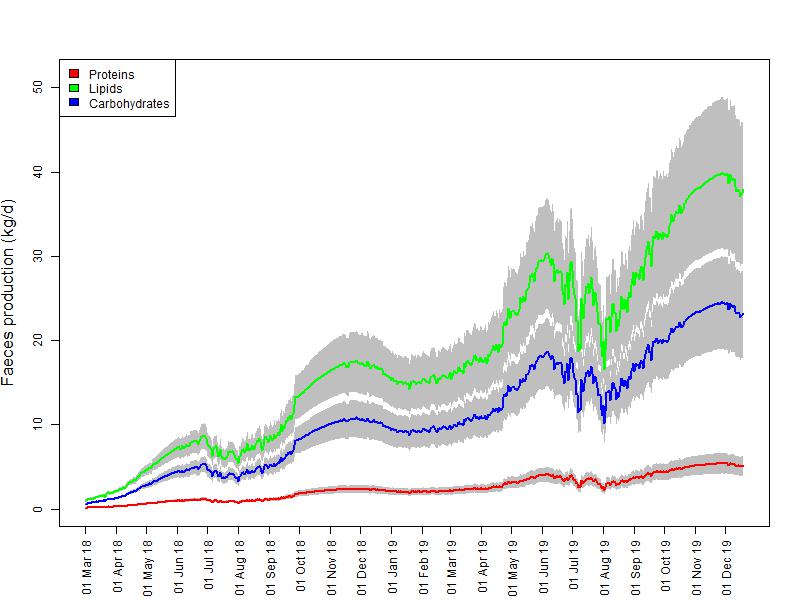 Proteins
Lipids
Carbohydrates
Faeces production (kg/d)
50
40
30
20
10
0
01 Mar 18
01 Apr 18
01 May 18
01 Jun 18
01 Jul 18
01 Aug 18
01 Sep 18
01 Oct 18
01 Nov 18
01 Dec 18
01 Jan 19
01 Feb 19
01 Mar 19
01 Apr 19
01 May 19
01 Jun 19
01 Jul 19
01 Aug 19
01 Sep 19
01 Oct 19
01 Nov 19
01 Dec 19